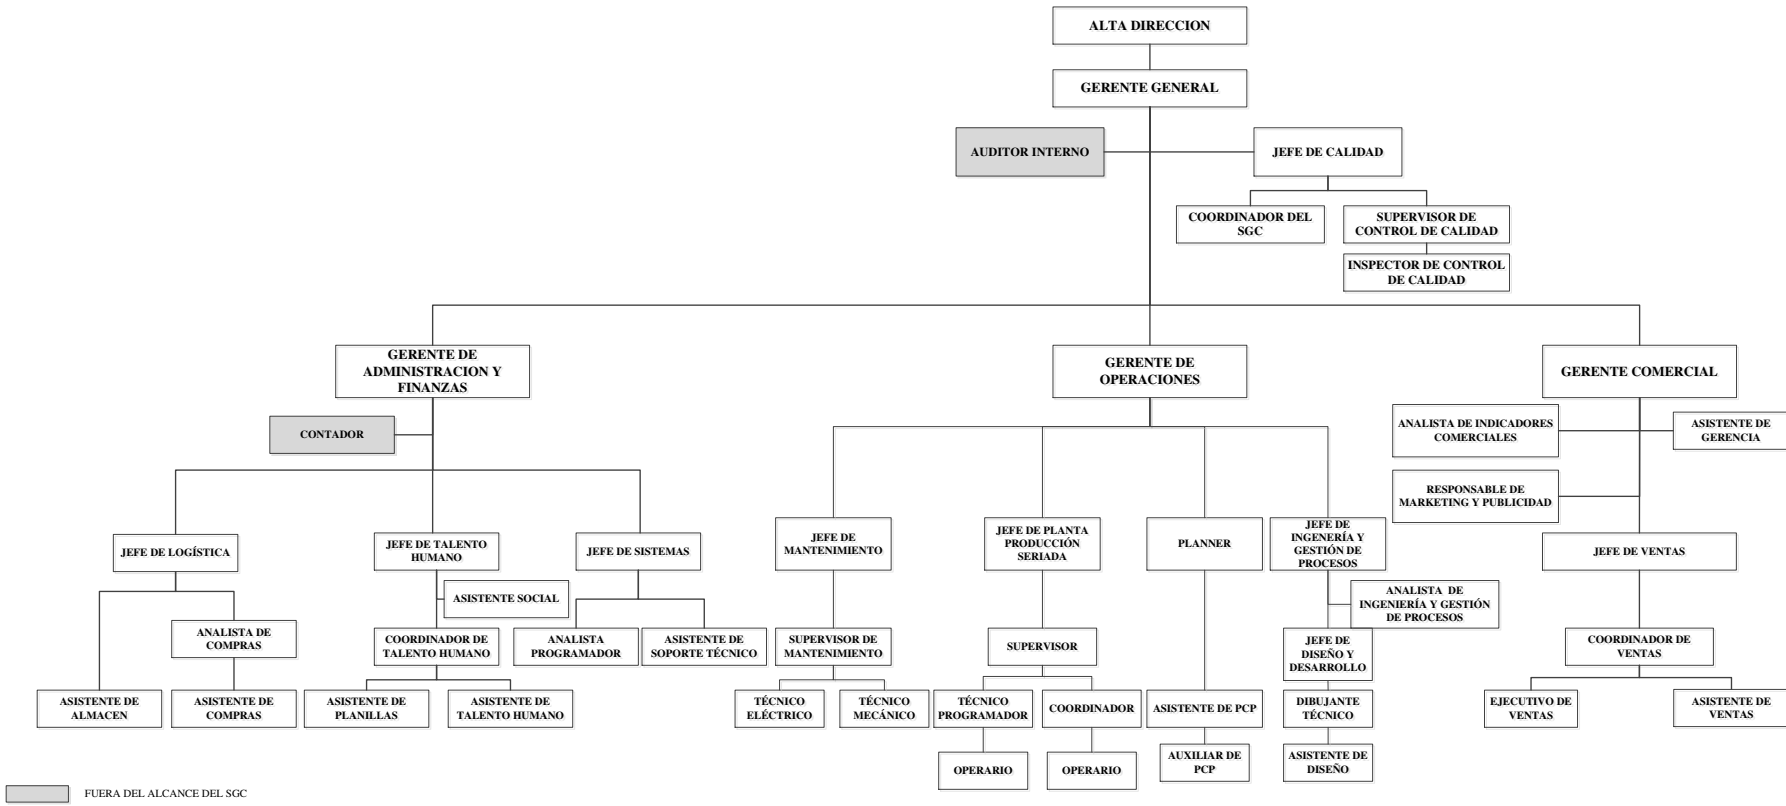 ALTA DIRECCION
GERENTE GENERAL
AUDITOR INTERNO
JEFE DE CALIDAD
COORDINADOR DEL
SGC
SUPERVISOR DE
CONTROL DE CALIDAD
INSPECTOR DE CONTROL
DE CALIDAD
GERENTE DE
ADMINISTRACION Y
FINANZAS
GERENTE DE
OPERACIONES
GERENTE COMERCIAL
CONTADOR
ANALISTA DE INDICADORES
COMERCIALES
ASISTENTE DE
GERENCIA
RESPONSABLE DE
MARKETING Y PUBLICIDAD
JEFE DE LOGÍSTICA
JEFE DE TALENTO
HUMANO
JEFE DE SISTEMAS
JEFE DE
MANTENIMIENTO
JEFE DE PLANTA
PRODUCCIÓN
SERIADA
PLANNER
JEFE DE
INGENERÍA Y
GESTIÓN DE
PROCESOS
JEFE DE VENTAS
ASISTENTE SOCIAL
ANALISTA DE
INGENIERÍA Y GESTIÓN
DE PROCESOS
ANALISTA DE
COMPRAS
COORDINADOR DE
TALENTO HUMANO
ANALISTA
PROGRAMADOR
ASISTENTE DE
SOPORTE TÉCNICO
SUPERVISOR DE
MANTENIMIENTO
SUPERVISOR
JEFE DE
DISEÑO Y
DESARROLLO
COORDINADOR DE
VENTAS
ASISTENTE DE
ALMACEN
ASISTENTE DE
COMPRAS
ASISTENTE DE
PLANILLAS
ASISTENTE DE
TALENTO HUMANO
TÉCNICO
ELÉCTRICO
TÉCNICO
MECÁNICO
TÉCNICO
PROGRAMADOR
COORDINADOR
ASISTENTE DE PCP
DIBUJANTE
TÉCNICO
EJECUTIVO DE
VENTAS
ASISTENTE DE
VENTAS
OPERARIO
OPERARIO
AUXILIAR DE
PCP
ASISTENTE DE
DISEÑO
FUERA DEL ALCANCE DEL SGC